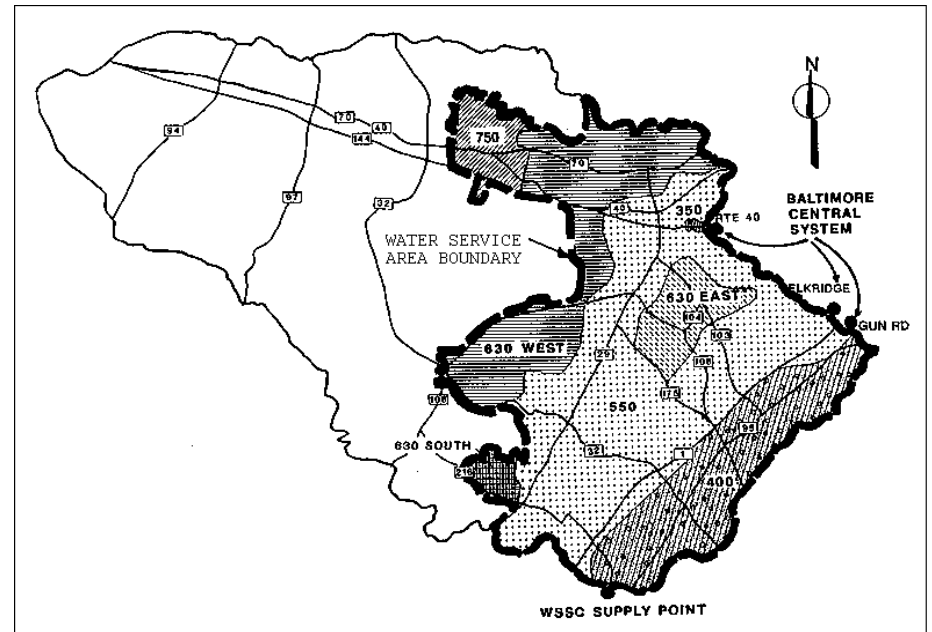 N
94
70
40
144
97
32
750
70
40
350
RTE 40
BALTIMORE
CENTRAL
SYSTEM
WATER SERVICE
AREA BOUNDARY
630 EAST
104
103
ELKRIDGE
GUN RD
630 WEST
29
108
175
108
550
95
1
32
400
630 SOUTH
216
WSSC SUPPLY POINT